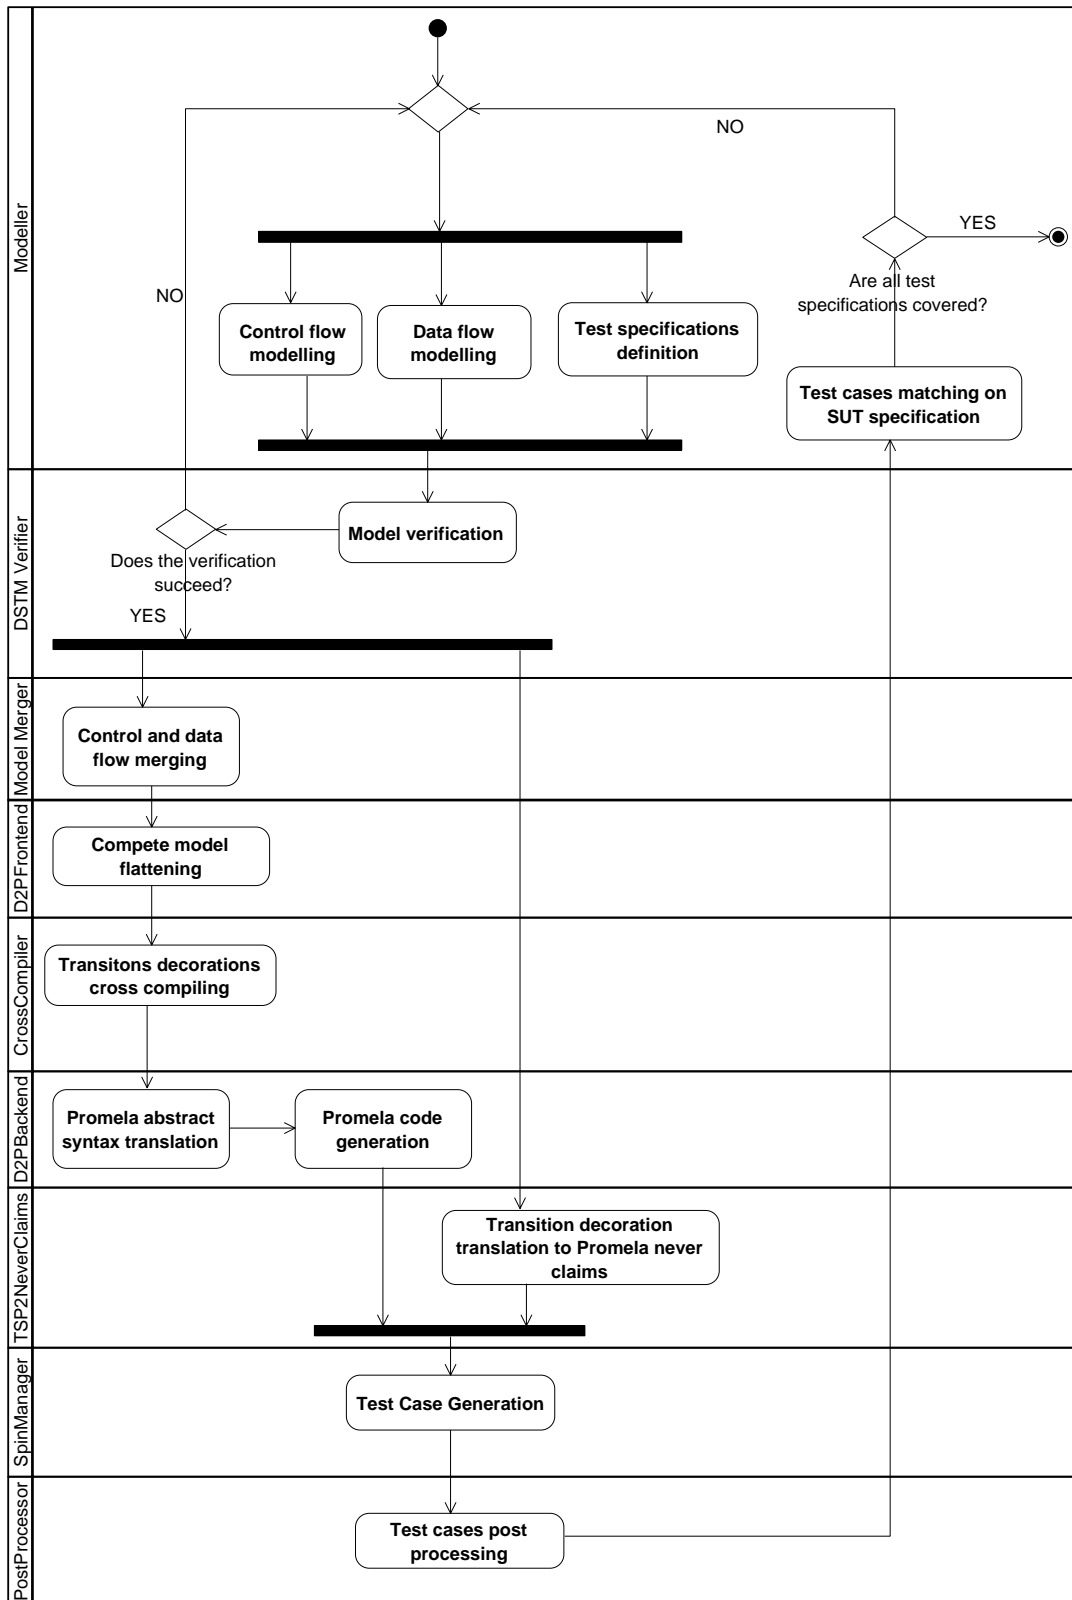 Modeller
NO
YES
NO
Are all test
specifications covered?
Control flow
modelling
Data flow
modelling
Test specifications
definition
Test cases matching on
SUT specification
DSTM Verifier
Model verification
Does the verification
succeed?
YES
Model Merger
Control and data
flow merging
D2PFrontend
Compete model
flattening
CrossCompiler
Transitons decorations
cross compiling
D2PBackend
Promela abstract
syntax translation
Promela code
generation
TSP2NeverClaims
Transition decoration
translation to Promela never
claims
SpinManager
Test Case Generation
PostProcessor
Test cases post
processing